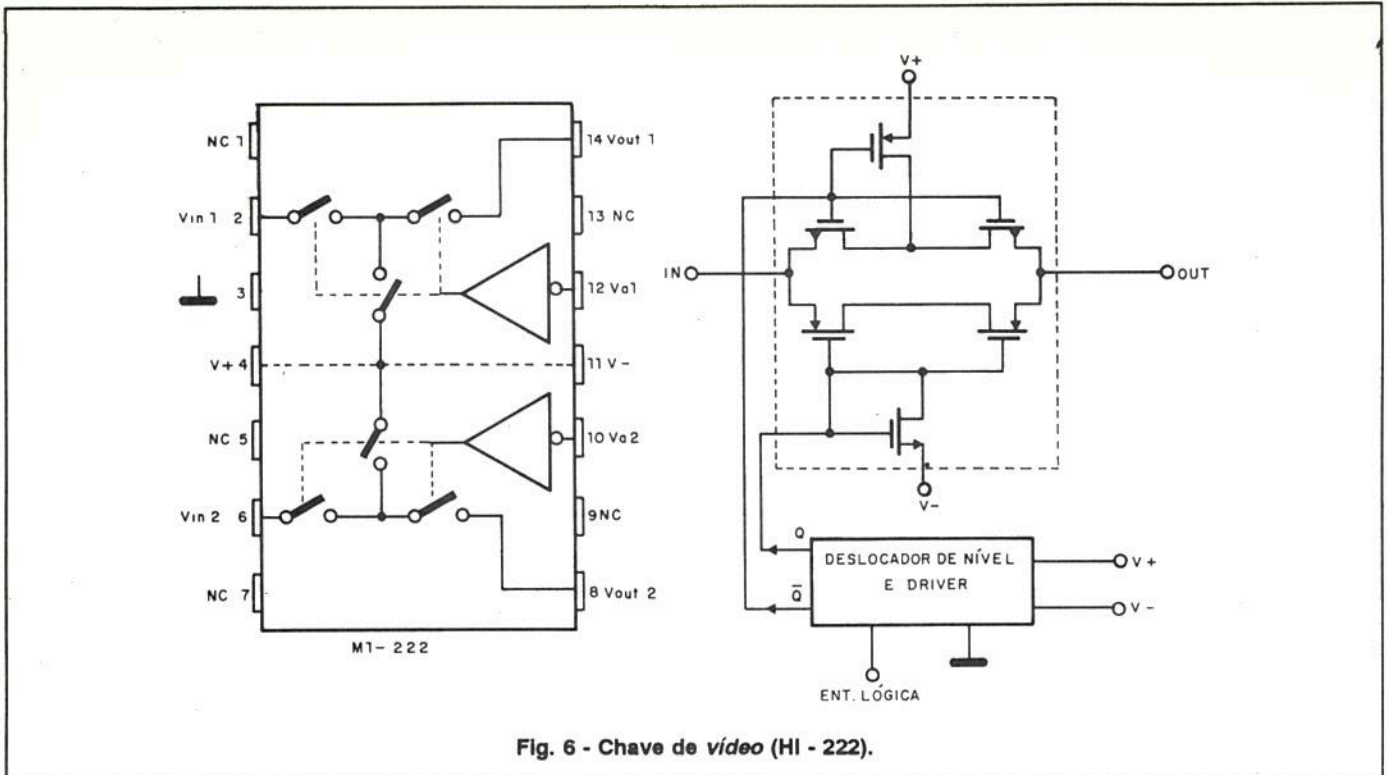 NC 1
Vin 1 2
3
V+ 4
NC 5
Vin 2 6
NC 7
14 Vout 1
13 NC
12 Va1
11 V-
10 Va2
9 NC
8 Vout 2
M1-222
V+
IN
OUT
V-
Q
Q̅
DESLOCADOR DE NÍVEL
E DRIVER
V+
V-
ENT. LÓGICA
Fig. 6 - Chave de vídeo (HI - 222).